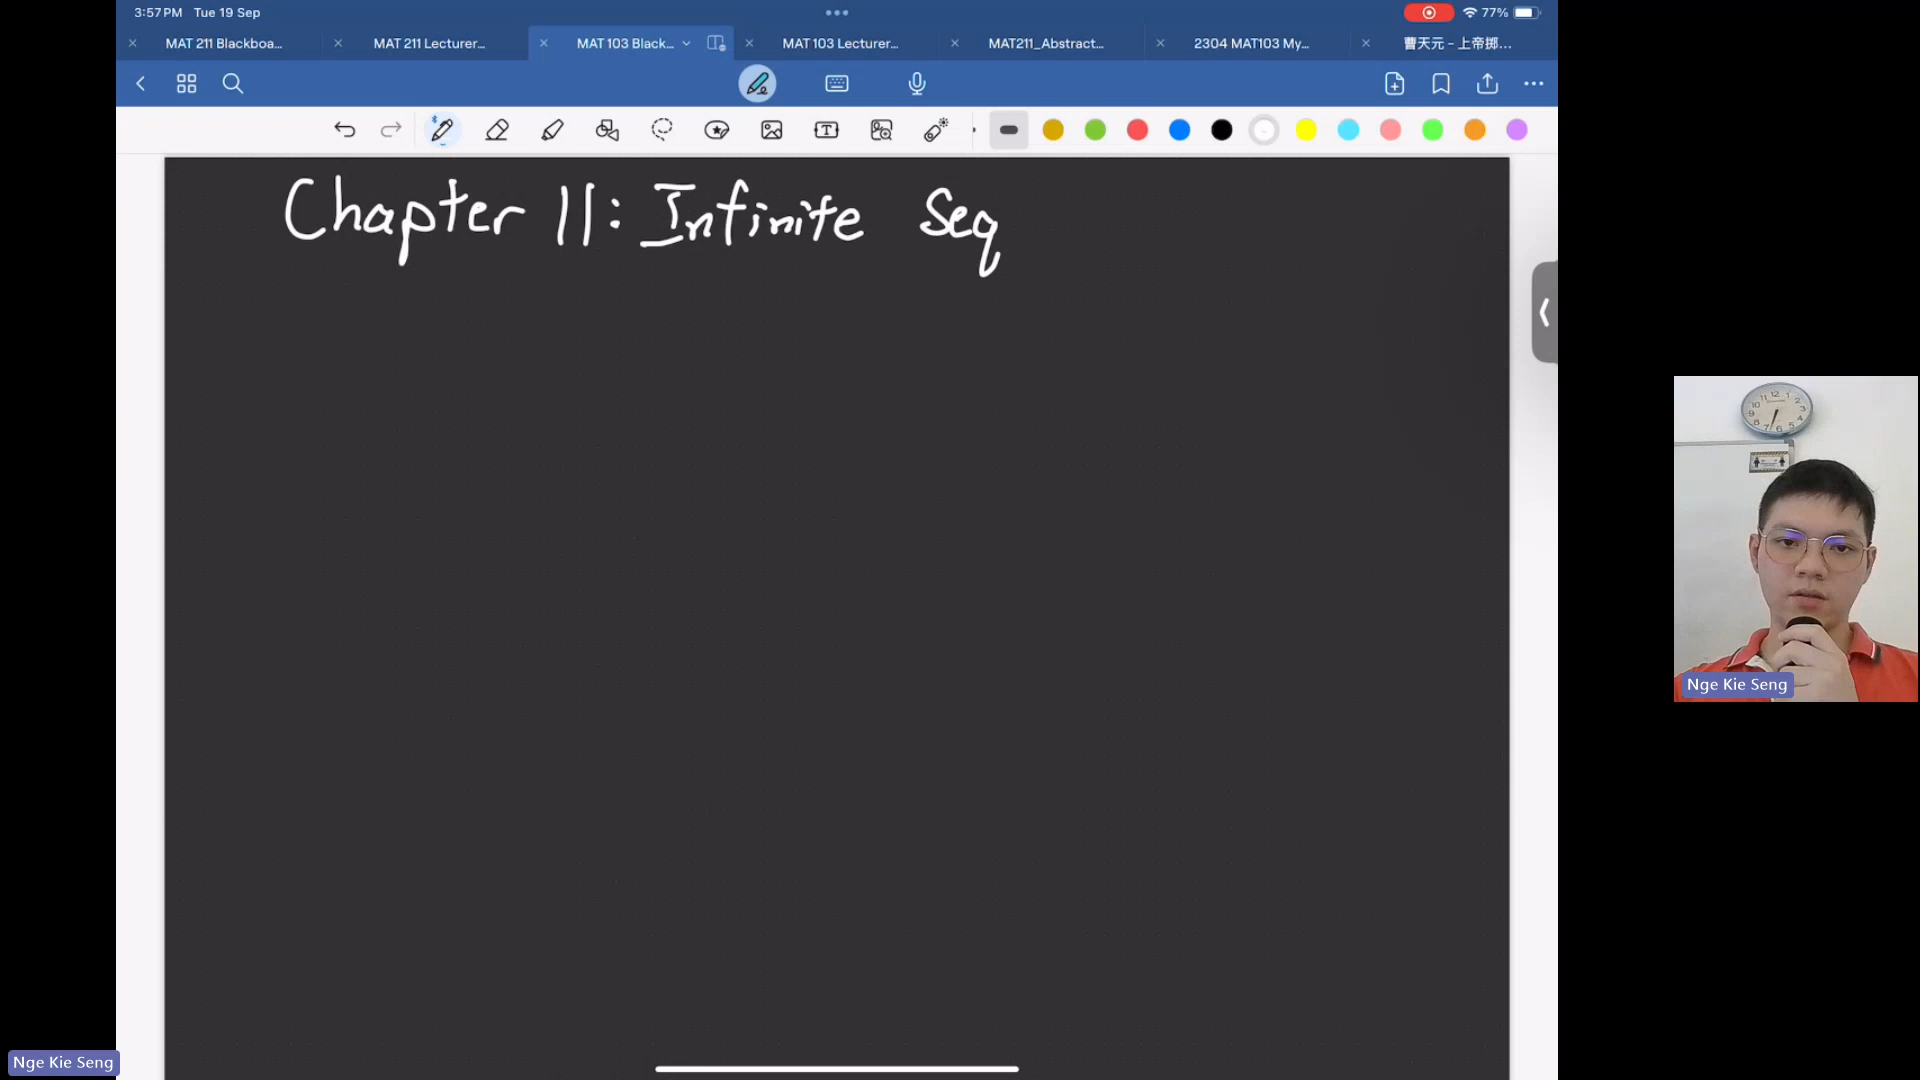 3:57 PM Tue 19 Sep
77%
MAT 211 Blackboa...
MAT 211 Lecturer...
MAT 103 Black...
MAT 103 Lecturer...
MAT211_Abstract...
2304 MAT103 My...
曹天元 - 上帝掷...
Chapter 11: Infinite Seq
Nge Kie Seng
Nge Kie Seng